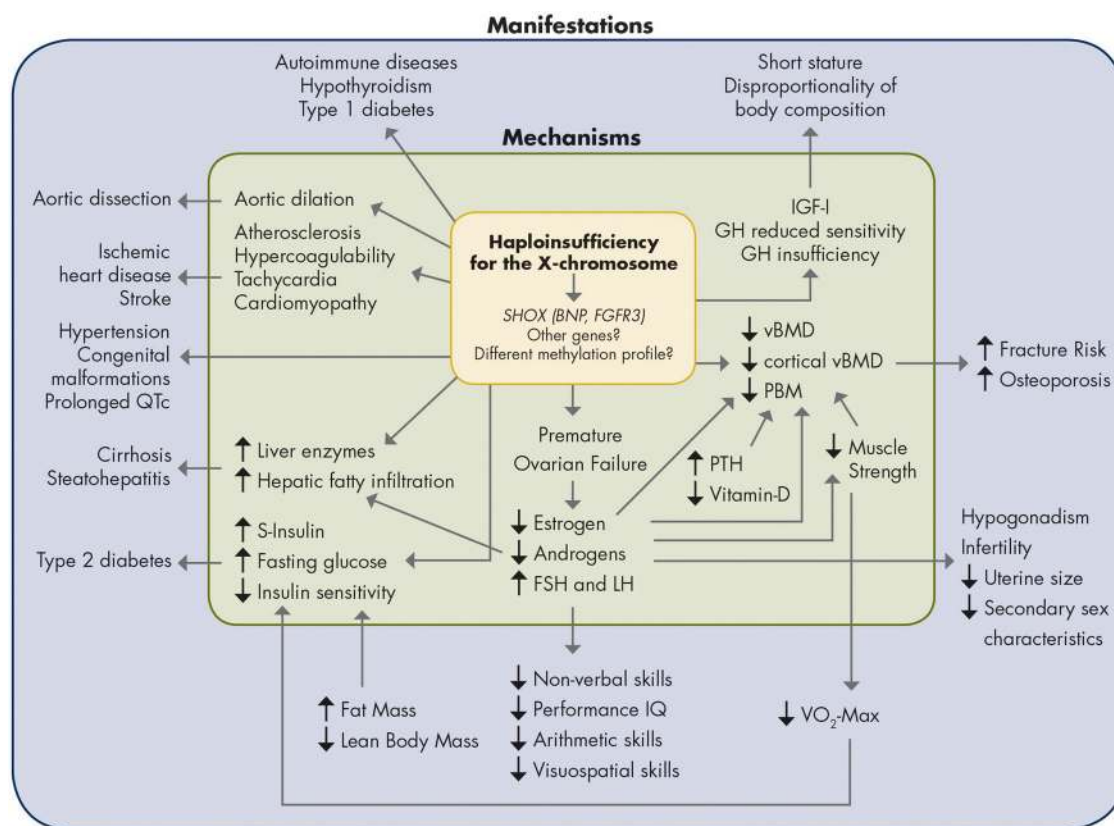 Manifestations
Autoimmune diseases
Hypothyroidism
Type 1 diabetes
Short stature
Disproportionality of
body composition
Mechanisms
Aortic dissection
Aortic dilation
Ischemic
heart disease
Stroke
Atherosclerosis
Hypercoagulability
Tachycardia
Cardiomyopathy
Haploinsufficiency
for the X-chromosome
SHOX (BNP, FGFR3)
Other genes?
Different methylation profile?
IGF-I
GH reduced sensitivity
GH insufficiency
Hypertension
Congenital
malformations
Prolonged QTc
↓ vBMD
↓ cortical vBMD
↓ PBM
↑ Fracture Risk
↑ Osteoporosis
Cirrhosis
Steatohepatitis
↑ Liver enzymes
↑ Hepatic fatty infiltration
Premature
Ovarian Failure
↑ PTH
↓ Vitamin-D
↓ Muscle
Strength
Type 2 diabetes
↑ S-Insulin
↑ Fasting glucose
↓ Insulin sensitivity
↓ Estrogen
↓ Androgens
↑ FSH and LH
Hypogonadism
Infertility
↓ Uterine size
↓ Secondary sex
characteristics
↑ Fat Mass
↓ Lean Body Mass
↓ Non-verbal skills
↓ Performance IQ
↓ Arithmetic skills
↓ Visuospatial skills
↓ VO₂-Max